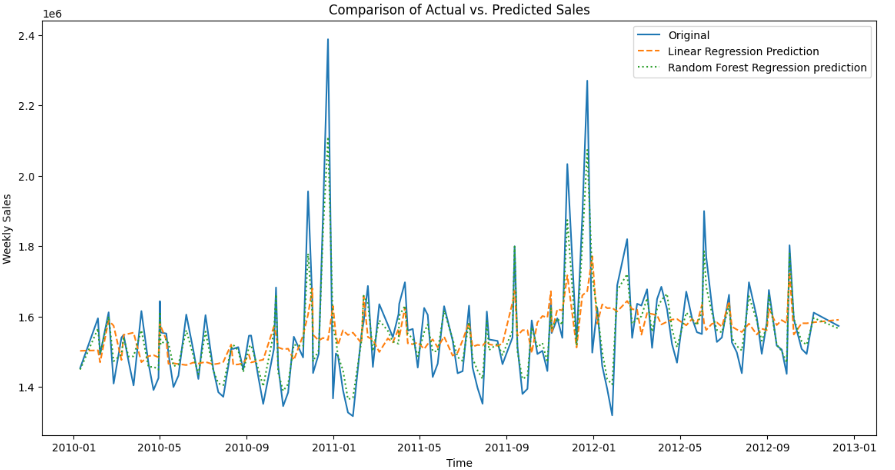 Comparison of Actual vs. Predicted Sales
1e6
Original
Linear Regression Prediction
Random Forest Regression prediction
2.4
2.2
2.0
1.8
1.6
1.4
Weekly Sales
2010-01 2010-05 2010-09 2011-01 2011-05 2011-09 2012-01 2012-05 2012-09 2013-01
Time